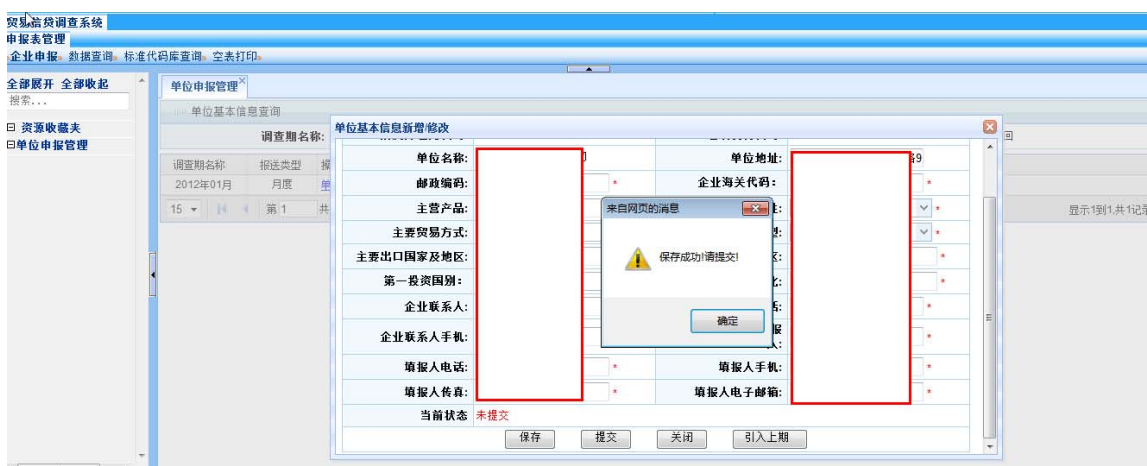 贸易信贷调查系统
申报表管理
企业申报 数据查询 标准代码库查询 空表打印
全部展开 全部收起
搜索...
资源收藏夹
单位申报管理
单位申报管理
单位基本信息查询
调查期名称:
调查期名称 报送类型
2012年01月 月度
15 第 1 共
显示1到1,共1记录
单位基本信息新增/修改
单位名称: 单位地址:
邮政编码: * 企业海关代码: *
主营产品: *
主要贸易方式: *
主要出口国家及地区: *
第一投资国别: *
企业联系人: *
企业联系人手机: *
填报人电话: * 填报人手机: *
填报人传真: * 填报人电子邮箱: *
当前状态 未提交
保存 提交 关闭 引入上期
来自网页的消息
保存成功!请提交!
确定